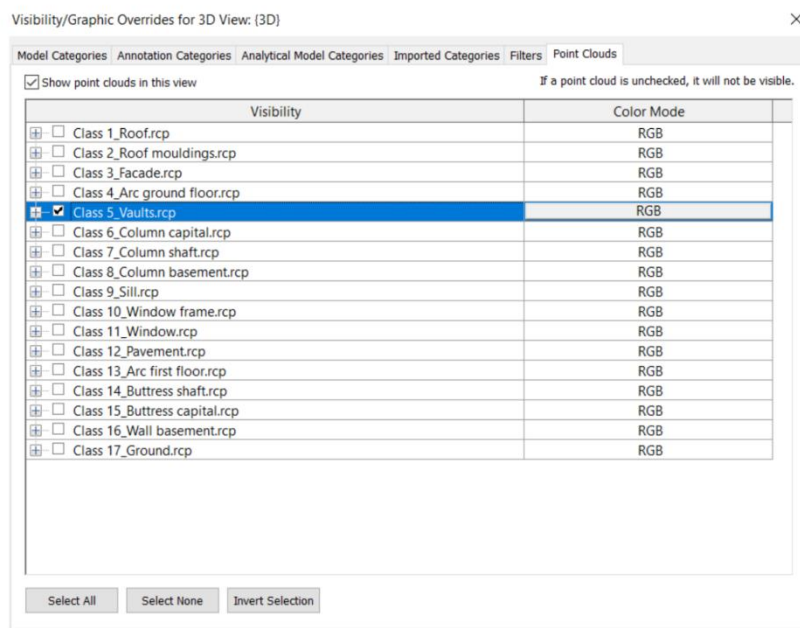 Visibility/Graphic Overrides for 3D View: {3D}
Model Categories Annotation Categories Analytical Model Categories Imported Categories Filters Point Clouds
Show point clouds in this view If a point cloud is unchecked, it will not be visible.
Visibility Color Mode
Class 1_Roof.rcp RGB
Class 2_Roof mouldings.rcp RGB
Class 3_Facade.rcp RGB
Class 4_Arc ground floor.rcp RGB
Class 5_Vaults.rcp RGB
Class 6_Column capital.rcp RGB
Class 7_Column shaft.rcp RGB
Class 8_Column basement.rcp RGB
Class 9_Sill.rcp RGB
Class 10_Window frame.rcp RGB
Class 11_Window.rcp RGB
Class 12_Pavement.rcp RGB
Class 13_Arc first floor.rcp RGB
Class 14_Buttress shaft.rcp RGB
Class 15_Buttress capital.rcp RGB
Class 16_Wall basement.rcp RGB
Class 17_Ground.rcp RGB
Select All Select None Invert Selection